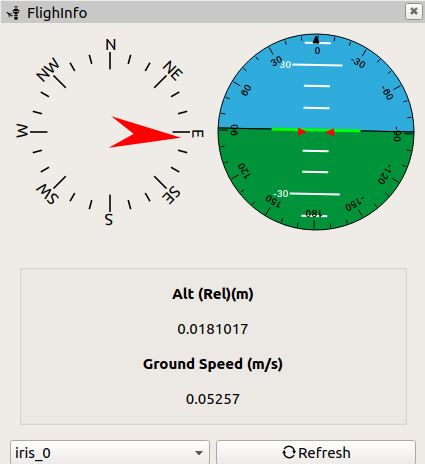 FlighInfo
N
NW
NE
W
E
SW
SE
S
0
30
-30
30
60
-60
90
-90
120
-120
-30
150
-150
180
Alt (Rel)(m)
0.0181017
Ground Speed (m/s)
0.05257
iris_0
Refresh